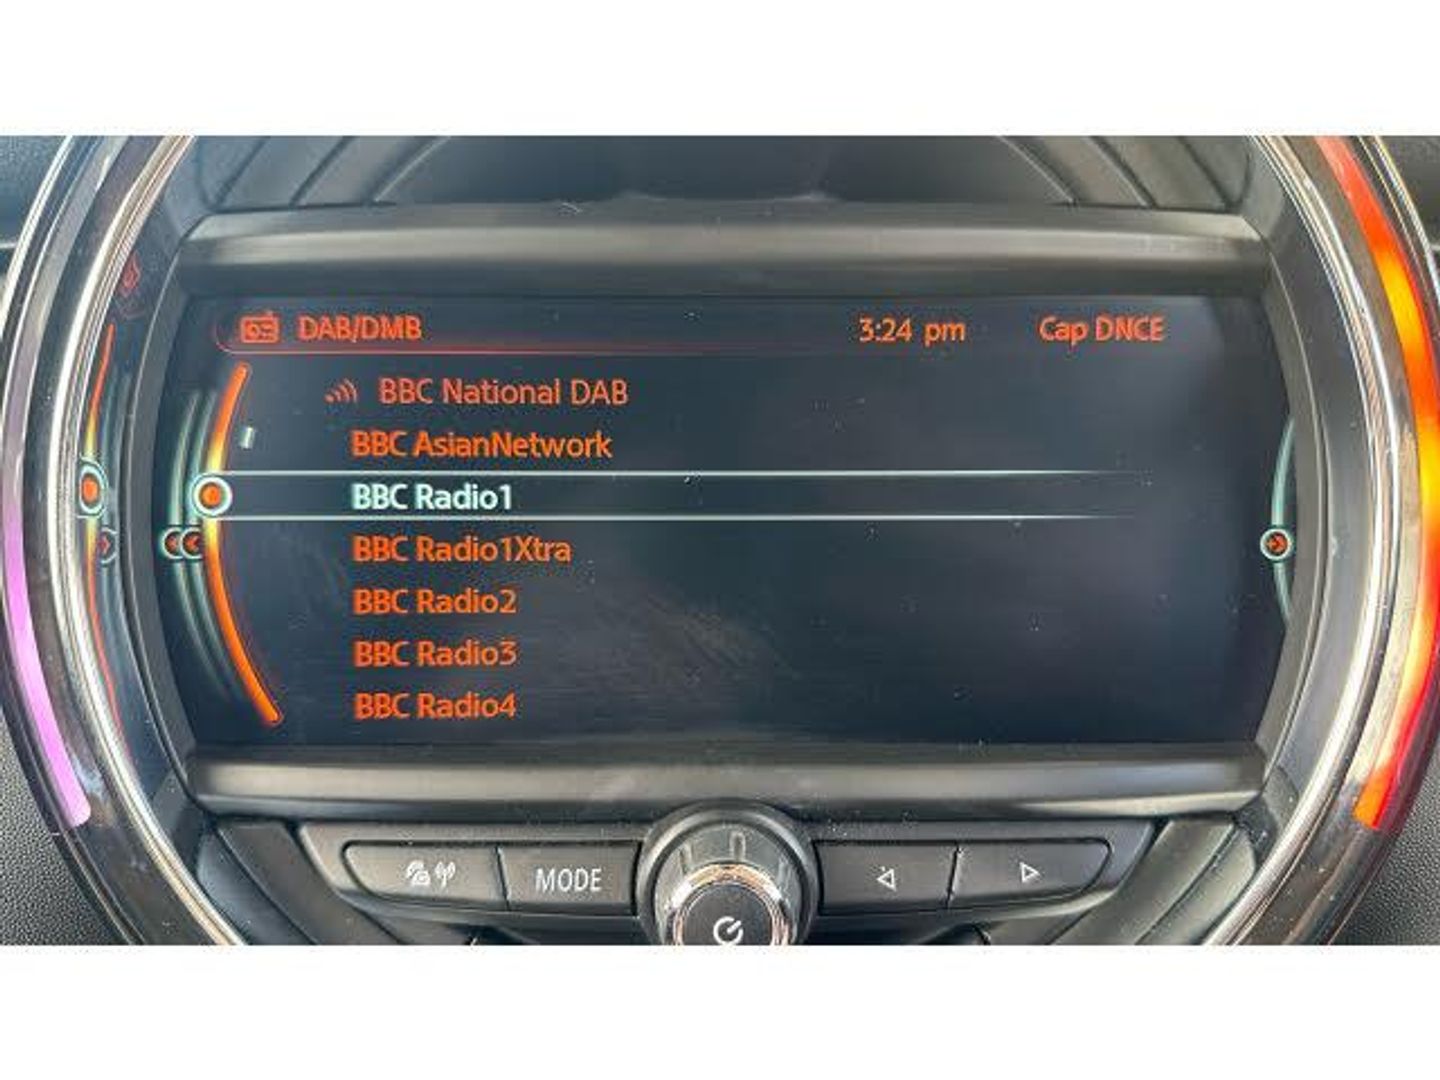 DAB/DMB 3:24 pm Cap DNCE
BBC National DAB
BBC AsianNetwork
BBC Radio1
BBC Radio1Xtra
BBC Radio2
BBC Radio3
BBC Radio4
MODE